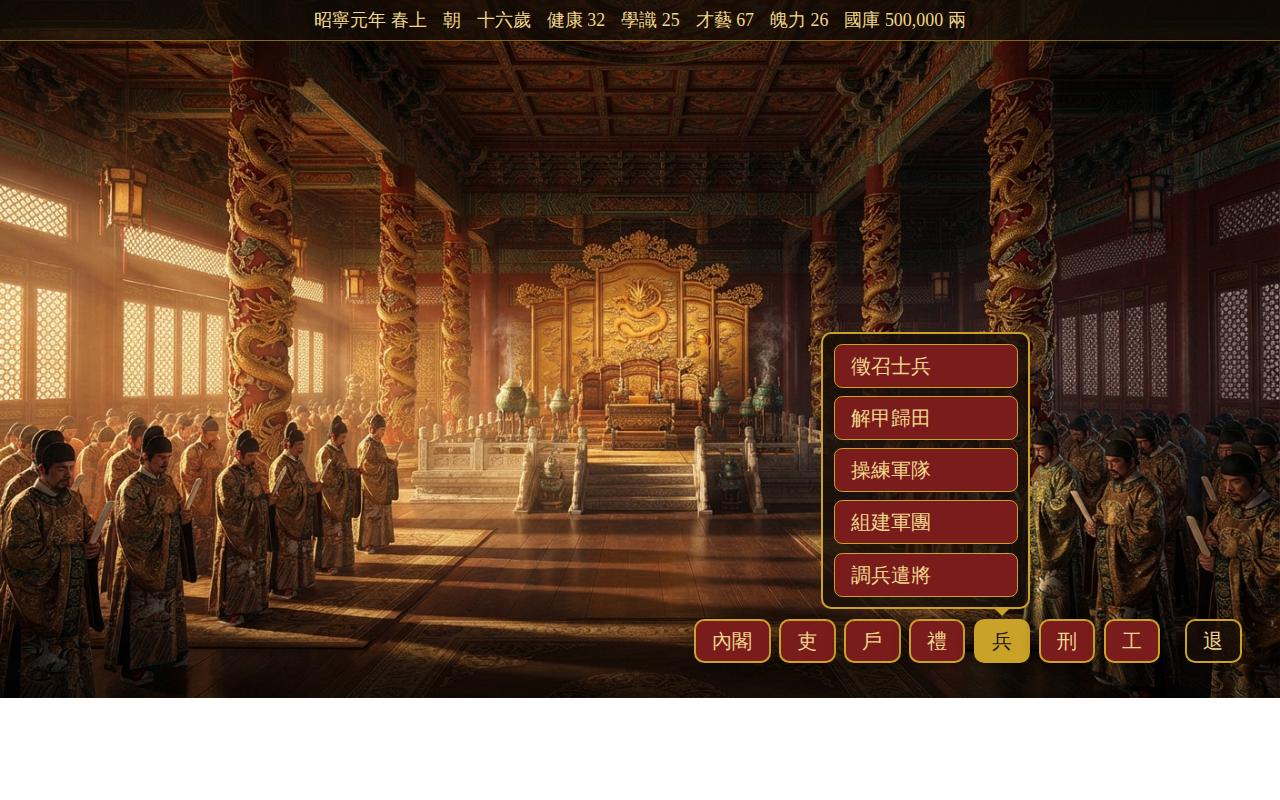 昭寧元年 春上 朝 十六歲 健康 32 學識 25 才藝 67 魄力 26 國庫 500,000 兩
徵召士兵
解甲歸田
操練軍隊
組建軍團
調兵遣將
內閣 吏 戶 禮 兵 刑 工 退